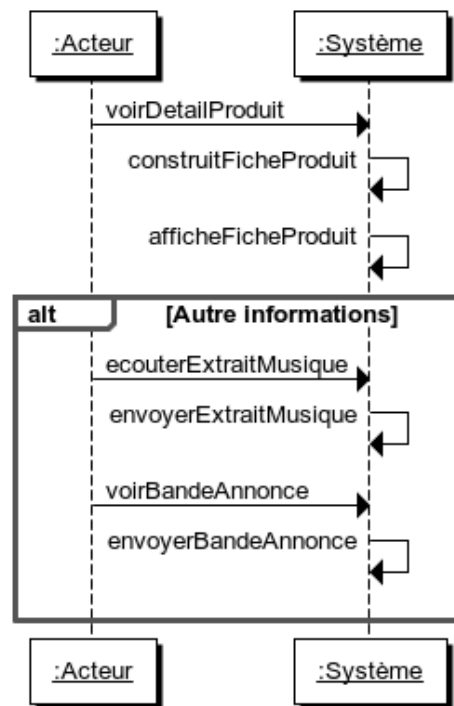 :Acteur :Système
voirDetailProduit
construitFicheProduit
afficheFicheProduit
alt [Autre informations]
ecouterExtraitMusique
envoyerExtraitMusique
voirBandeAnnonce
envoyerBandeAnnonce
:Acteur :Système